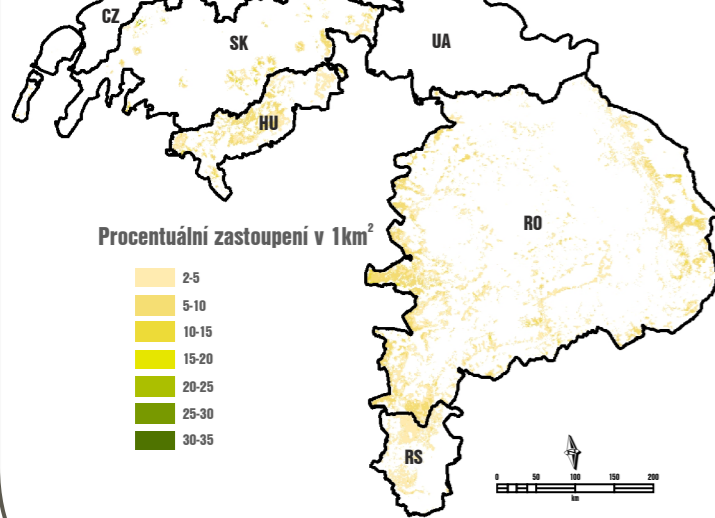 CZ
SK
UA
HU
RO
Procentuální zastoupení v 1km²
2-5
5-10
10-15
15-20
20-25
25-30
30-35
RS
0 50 100 150 200
km